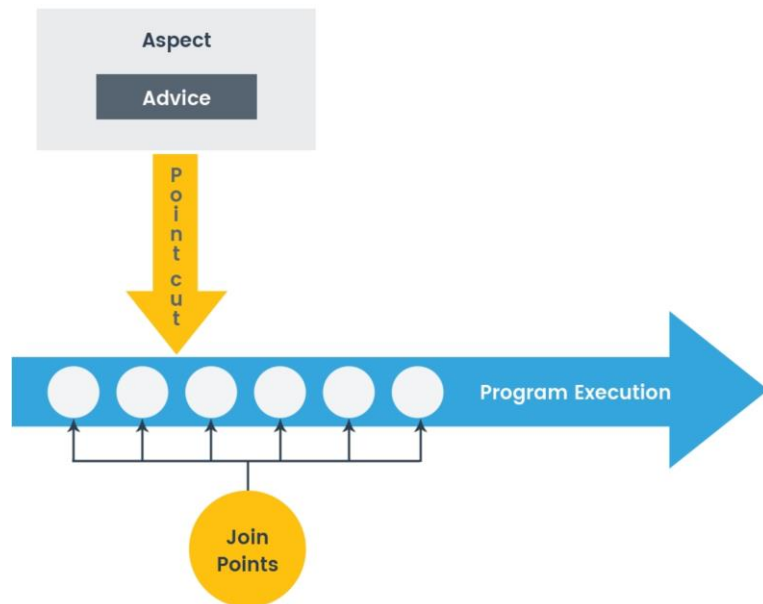 Aspect
Advice
Point cut
Program Execution
Join
Points